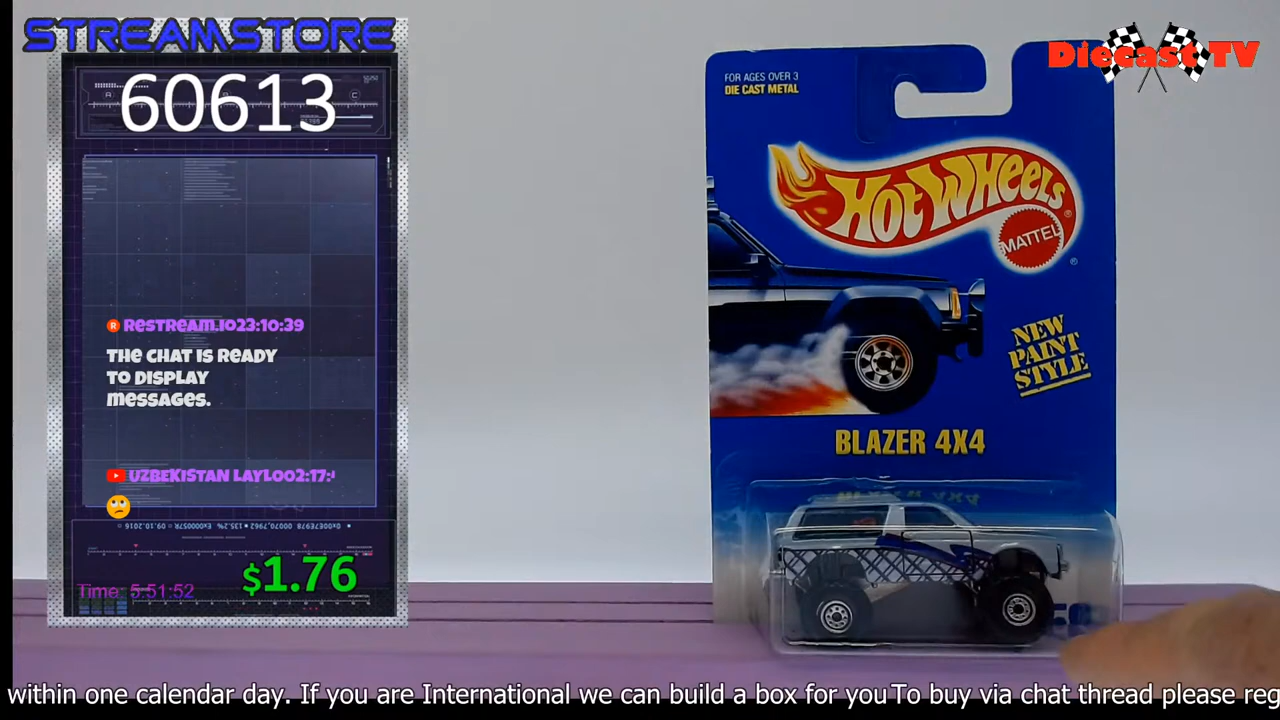 STREAMSTORE
60613
RESTREAM.IO23:10:39
THE CHAT IS READY
TO DISPLAY
MESSAGES.
UZBEKISTAN LAYLO02:17:
$1.76
Time: 5:51:52
Diecast TV
FOR AGES OVER 3
DIE CAST METAL
HOT WHEELS
MATTEL
NEW
PAINT
STYLE
BLAZER 4X4
within one calendar day. If you are International we can build a box for youTo buy via chat thread please reg